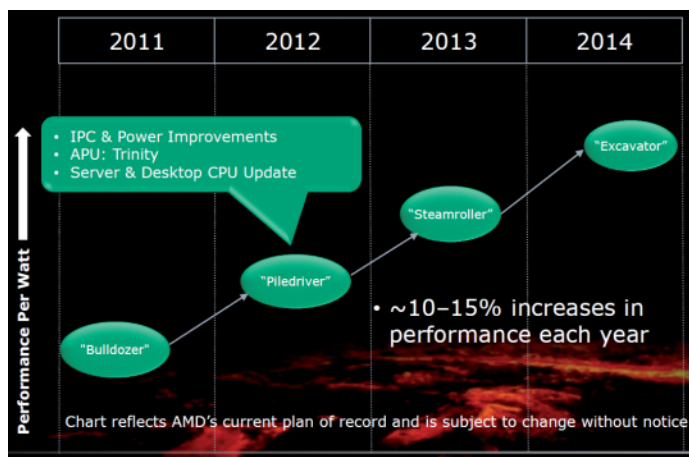 2011 2012 2013 2014
• IPC & Power Improvements
• APU: Trinity
• Server & Desktop CPU Update
"Excavator"
"Steamroller"
"Piledriver"
"Bulldozer"
• ~10–15% increases in
performance each year
Performance Per Watt
Chart reflects AMD's current plan of record and is subject to change without notice